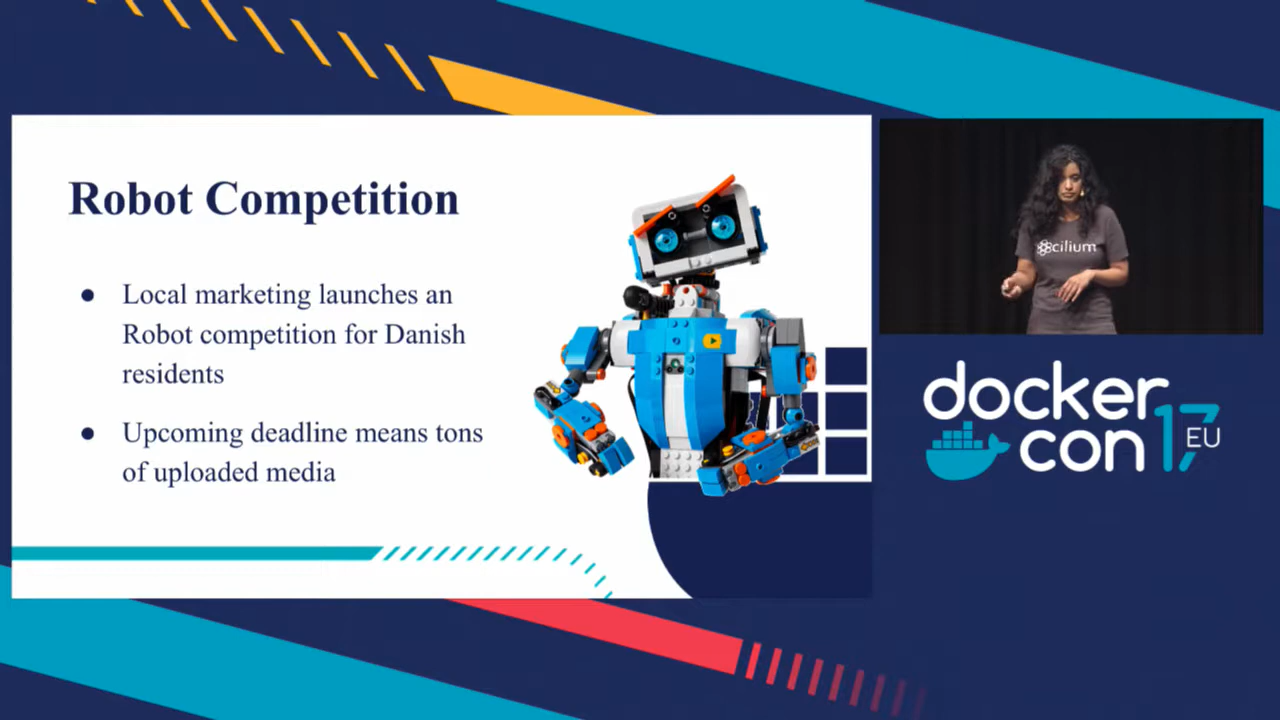 Robot Competition
● Local marketing launches an
Robot competition for Danish
residents
● Upcoming deadline means tons
of uploaded media
cilium
docker
con 17 EU